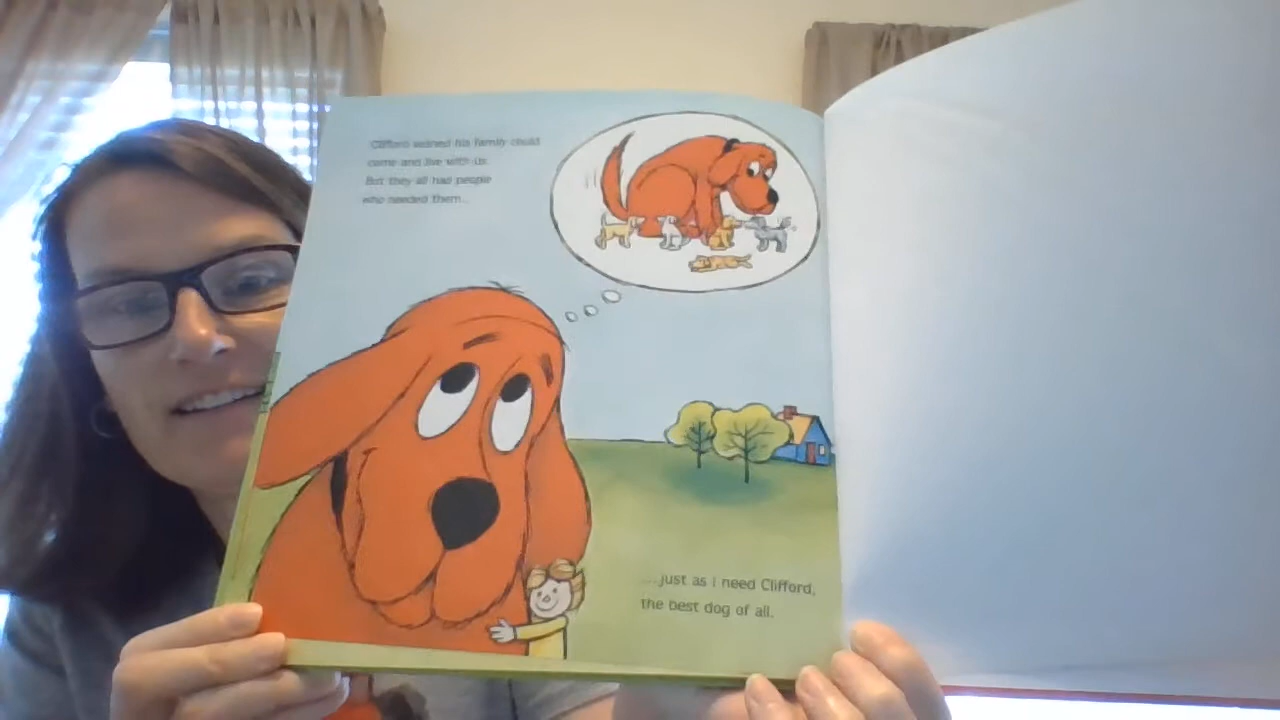 Clifford wished his family could
come and live with us.
But they all had people
who needed them...
...just as I need Clifford,
the best dog of all.